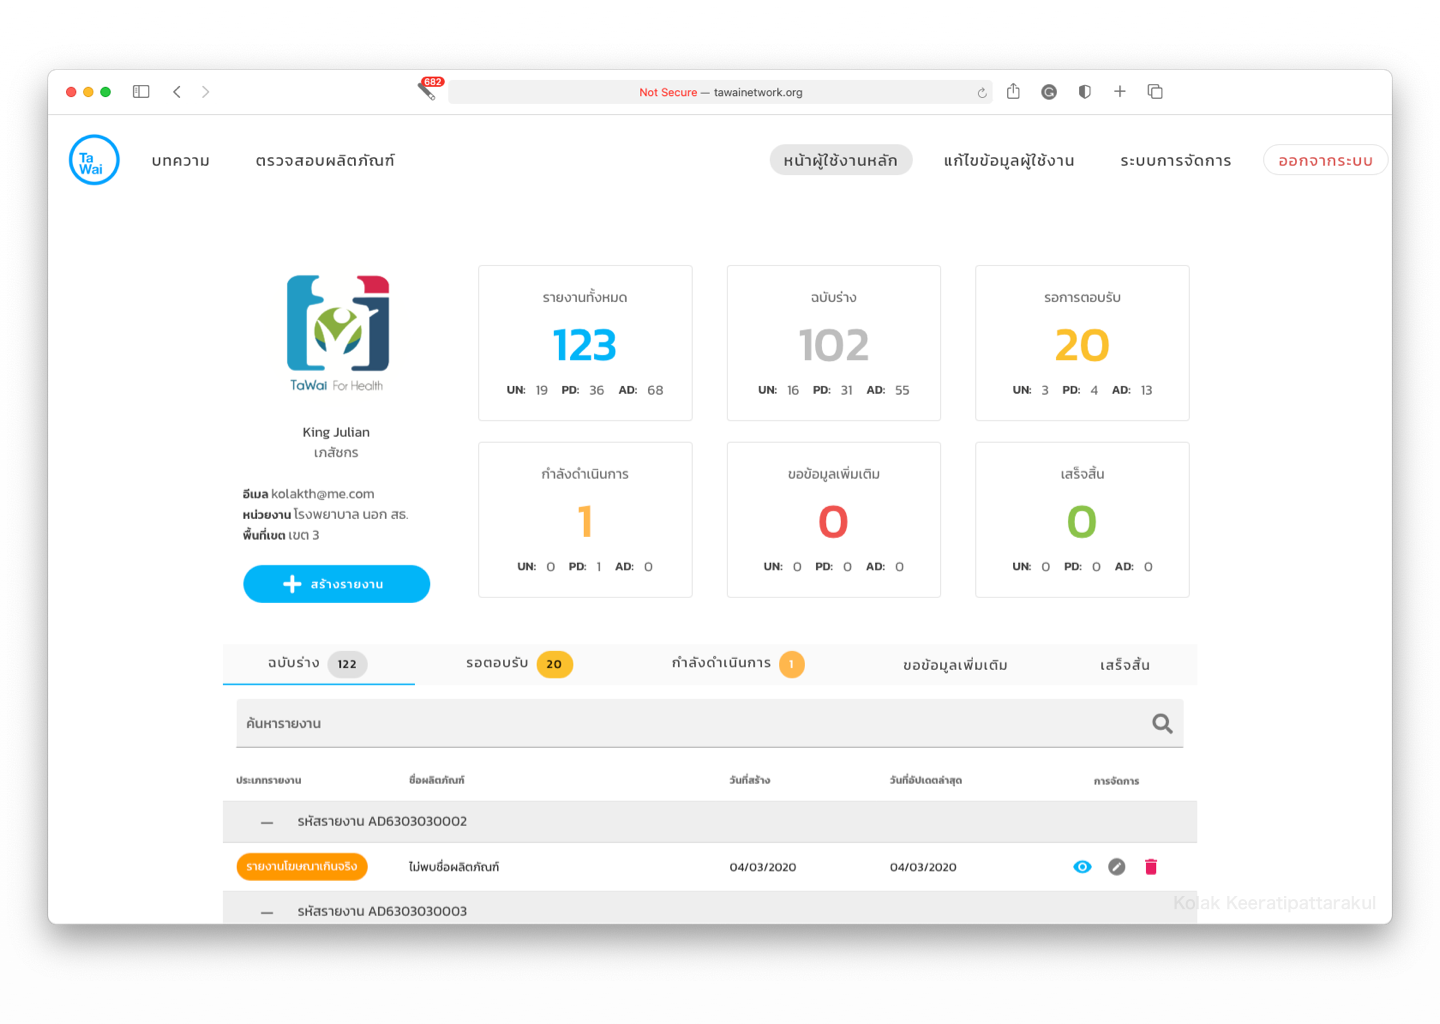 682
Not Secure — tawainetwork.org
Ta
Wai
บทความ
ตรวจสอบผลิตภัณฑ์
หน้าผู้ใช้งานหลัก
แก้ไขข้อมูลผู้ใช้งาน
ระบบการจัดการ
ออกจากระบบ
TaWai For Health
King Julian
เภสัชกร
อีเมล kolakth@me.com
หน่วยงาน โรงพยาบาล นอก สธ.
พื้นที่เขต เขต 3
สร้างรายงาน
รายงานทั้งหมด
123
UN: 19 PD: 36 AD: 68
ฉบับร่าง
102
UN: 16 PD: 31 AD: 55
รอการตอบรับ
20
UN: 3 PD: 4 AD: 13
กำลังดำเนินการ
1
UN: 0 PD: 1 AD: 0
ขอข้อมูลเพิ่มเติม
0
UN: 0 PD: 0 AD: 0
เสร็จสิ้น
0
UN: 0 PD: 0 AD: 0
ฉบับร่าง 122
รอตอบรับ 20
กำลังดำเนินการ 1
ขอข้อมูลเพิ่มเติม
เสร็จสิ้น
ค้นหารายงาน
ประเภทรายงาน ชื่อผลิตภัณฑ์ วันที่สร้าง วันที่อัปเดตล่าสุด การจัดการ
— รหัสรายงาน AD6303030002
รายงานโฆษณาเกินจริง ไม่พบชื่อผลิตภัณฑ์ 04/03/2020 04/03/2020
— รหัสรายงาน AD6303030003
Kolak Keeratipattarakul